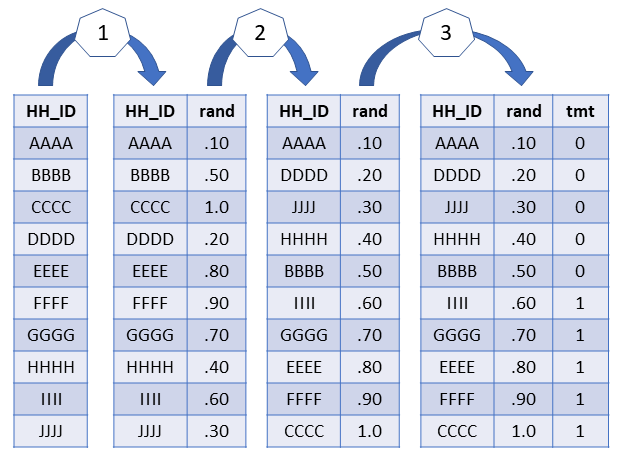 1 2 3
HH_ID HH_ID rand HH_ID rand HH_ID rand tmt
AAAA AAAA .10 AAAA .10 AAAA .10 0
BBBB BBBB .50 DDDD .20 DDDD .20 0
CCCC CCCC 1.0 JJJJ .30 JJJJ .30 0
DDDD DDDD .20 HHHH .40 HHHH .40 0
EEEE EEEE .80 BBBB .50 BBBB .50 0
FFFF FFFF .90 IIII .60 IIII .60 1
GGGG GGGG .70 GGGG .70 GGGG .70 1
HHHH HHHH .40 EEEE .80 EEEE .80 1
IIII IIII .60 FFFF .90 FFFF .90 1
JJJJ JJJJ .30 CCCC 1.0 CCCC 1.0 1